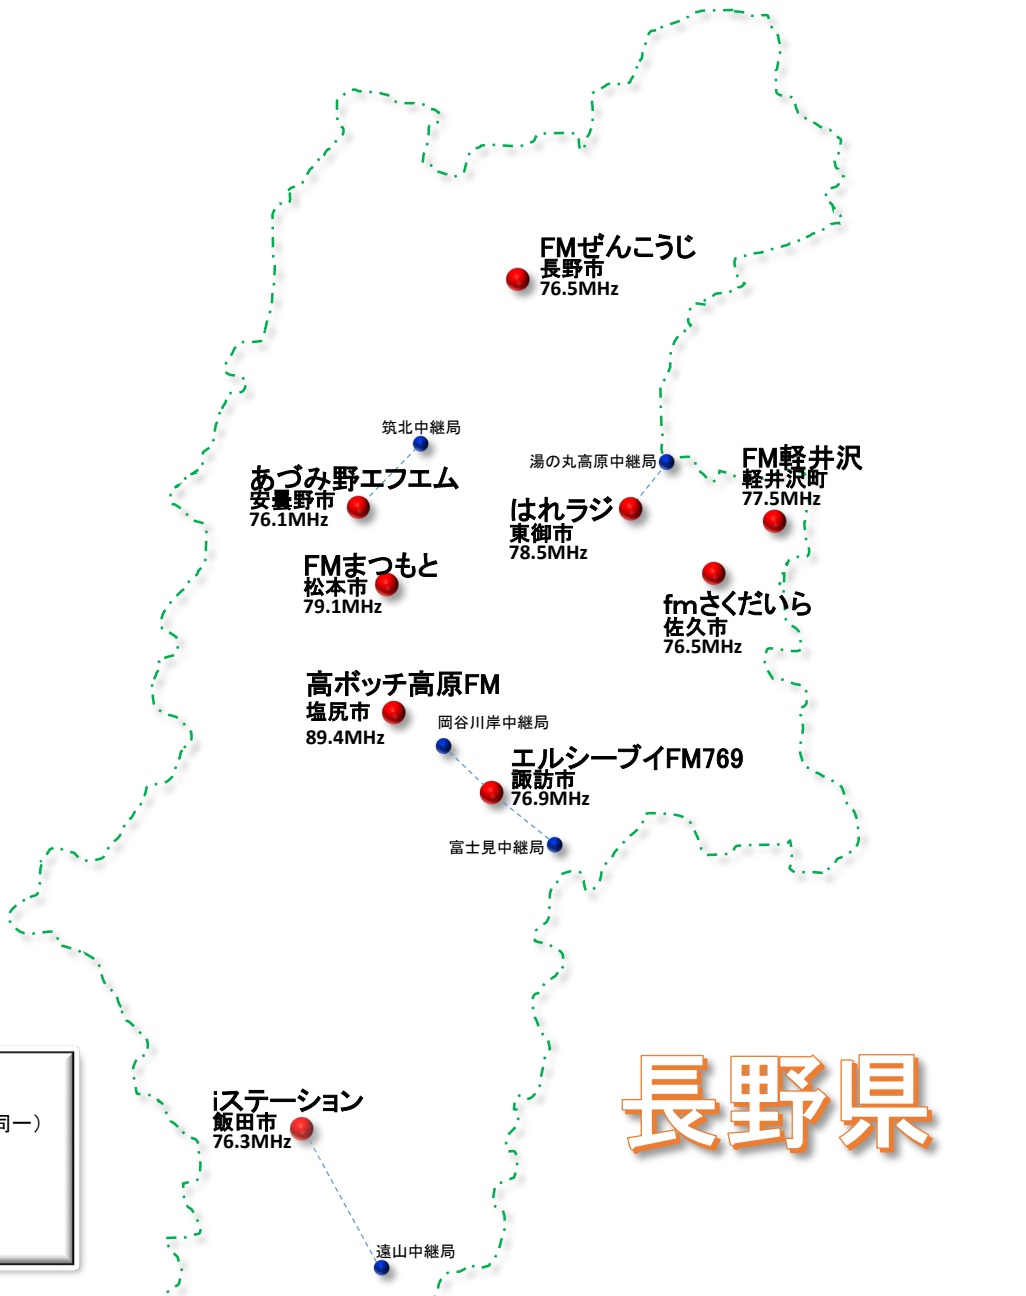 FMぜんこうじ
長野市
76.5MHz
筑北中継局
あづみ野エフエム
安曇野市
76.1MHz
湯の丸高原中継局
はれラジ
東御市
78.5MHz
FM軽井沢
軽井沢町
77.5MHz
FMまつもと
松本市
79.1MHz
fmさくだいら
佐久市
76.5MHz
高ボッチ高原FM
塩尻市
89.4MHz
岡谷川岸中継局
エルシーブイFM769
諏訪市
76.9MHz
富士見中継局
iステーション
飯田市
76.3MHz
遠山中継局
長野県
同一）